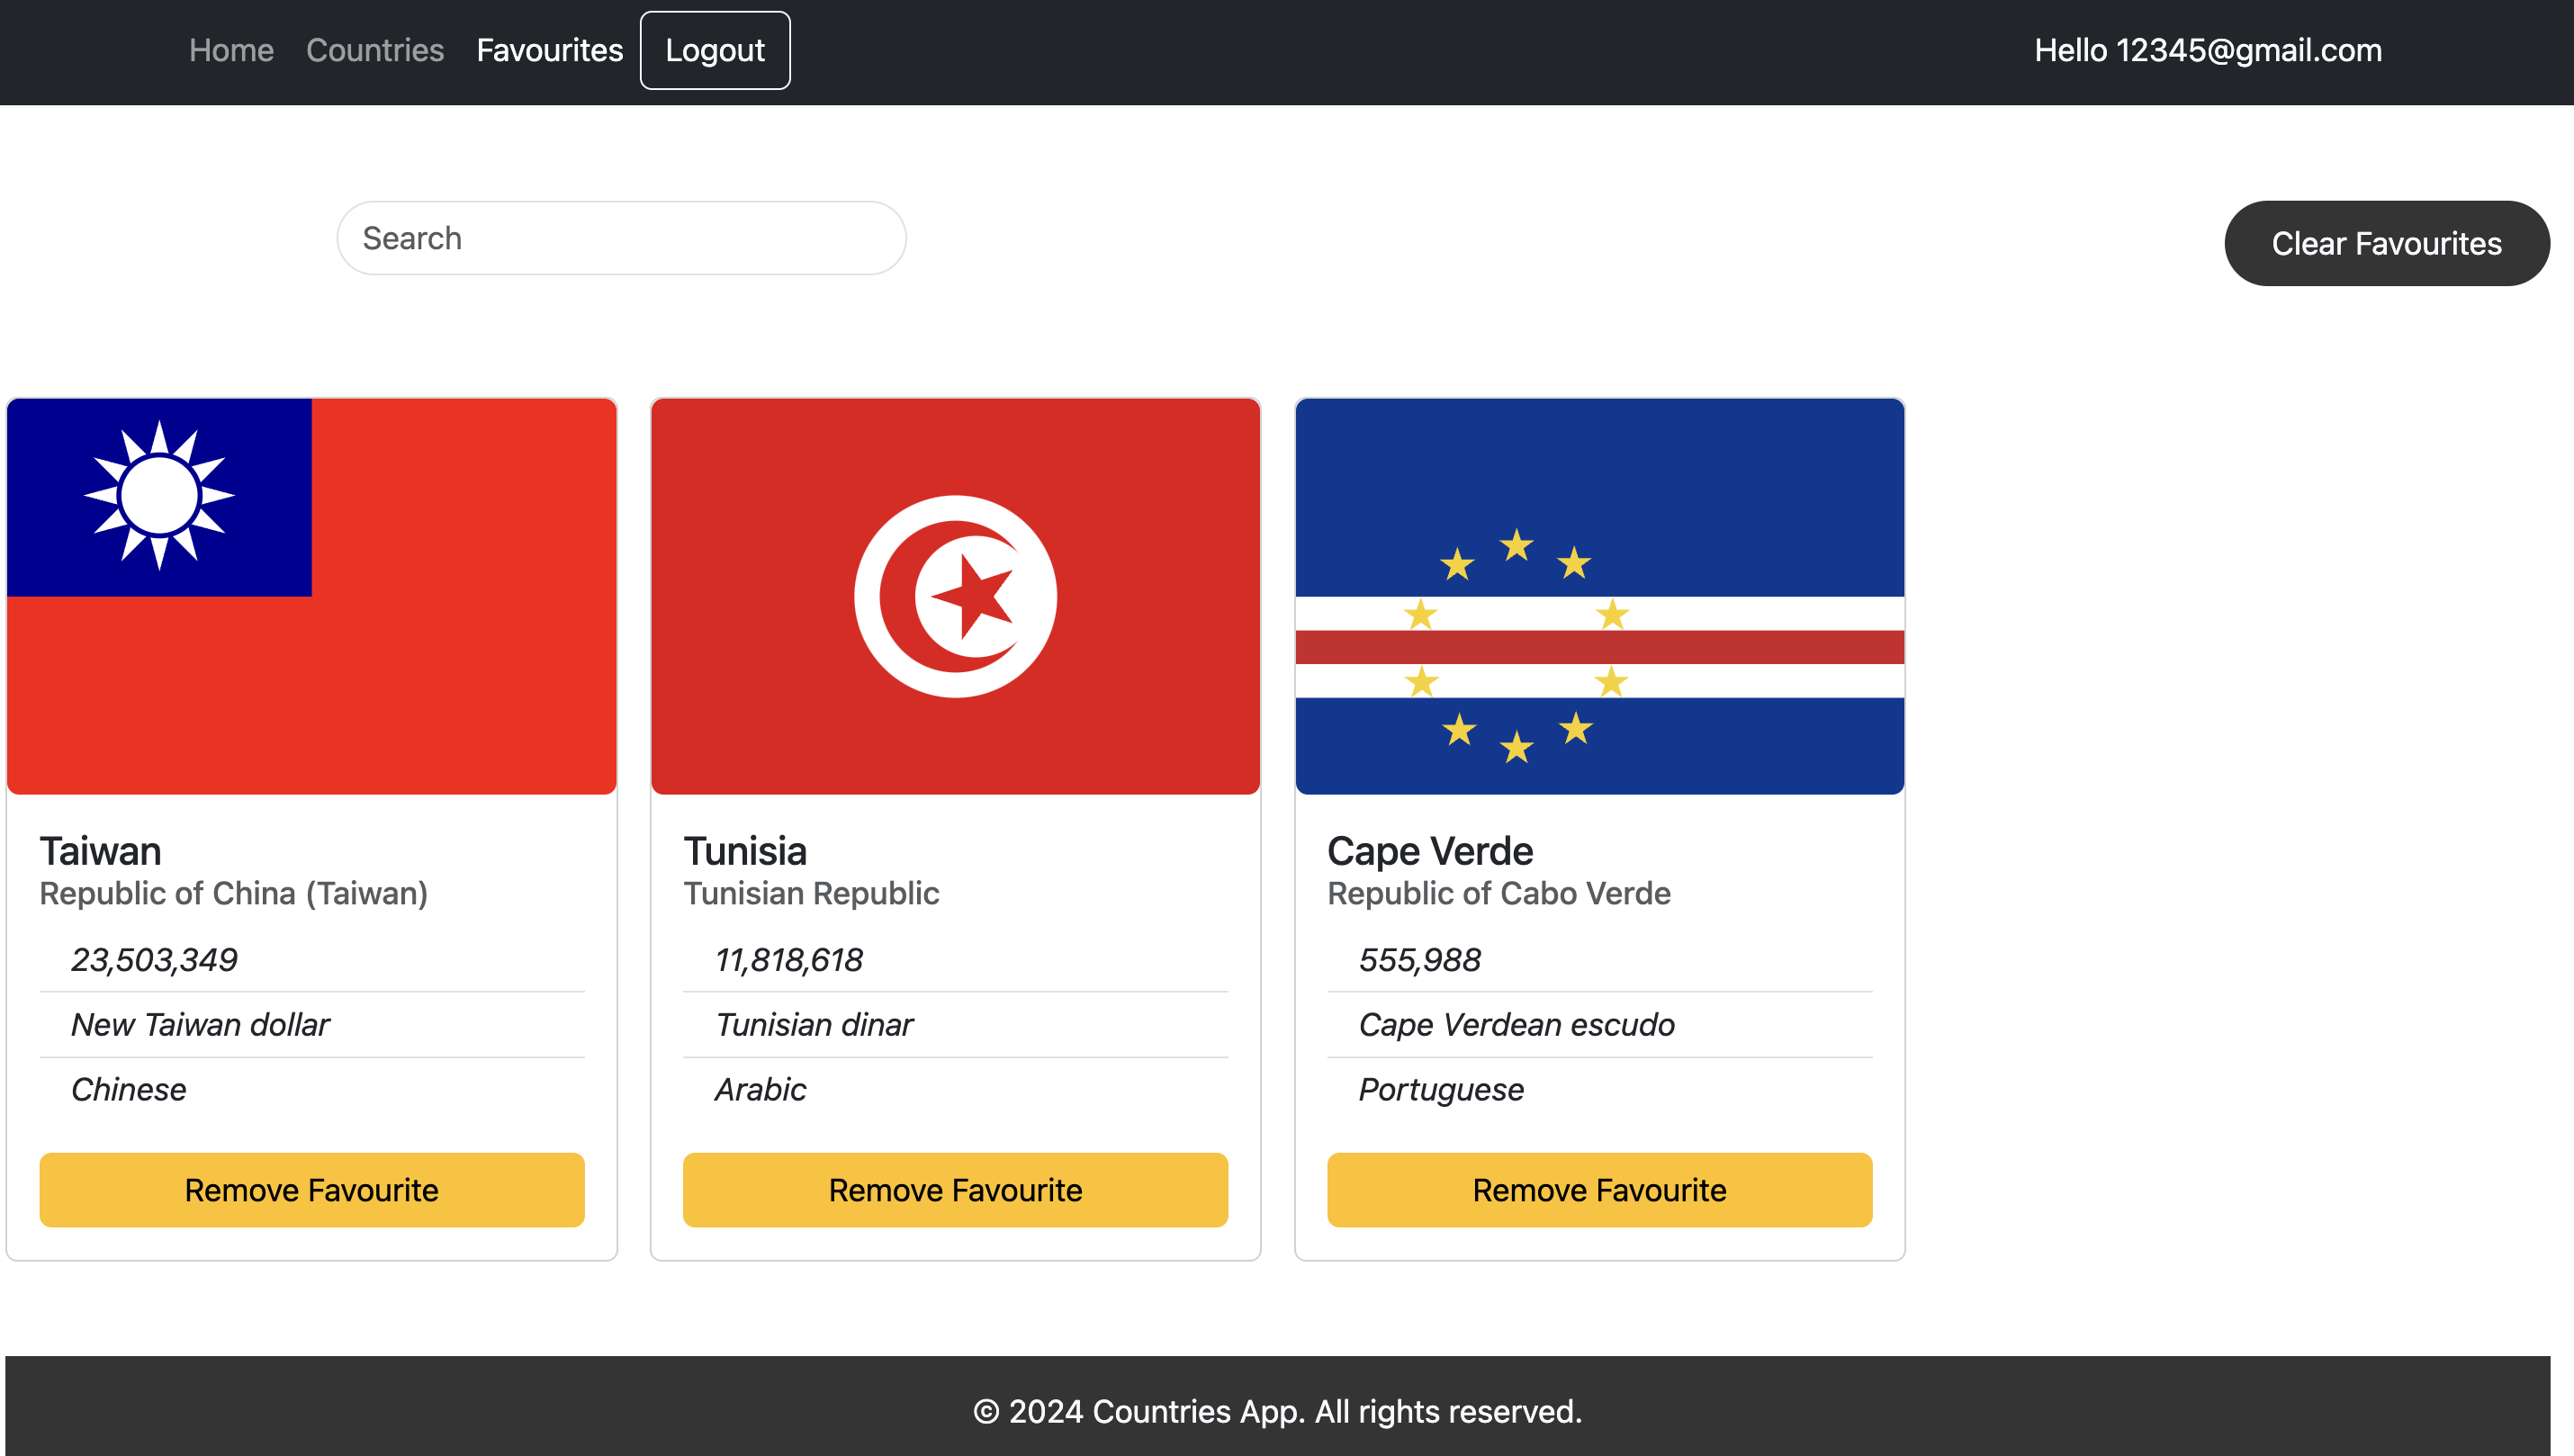 Home Countries Favourites Logout Hello 12345@gmail.com
Search Clear Favourites
Taiwan
Republic of China (Taiwan)
23,503,349
New Taiwan dollar
Chinese
Remove Favourite
Tunisia
Tunisian Republic
11,818,618
Tunisian dinar
Arabic
Remove Favourite
Cape Verde
Republic of Cabo Verde
555,988
Cape Verdean escudo
Portuguese
Remove Favourite
© 2024 Countries App. All rights reserved.